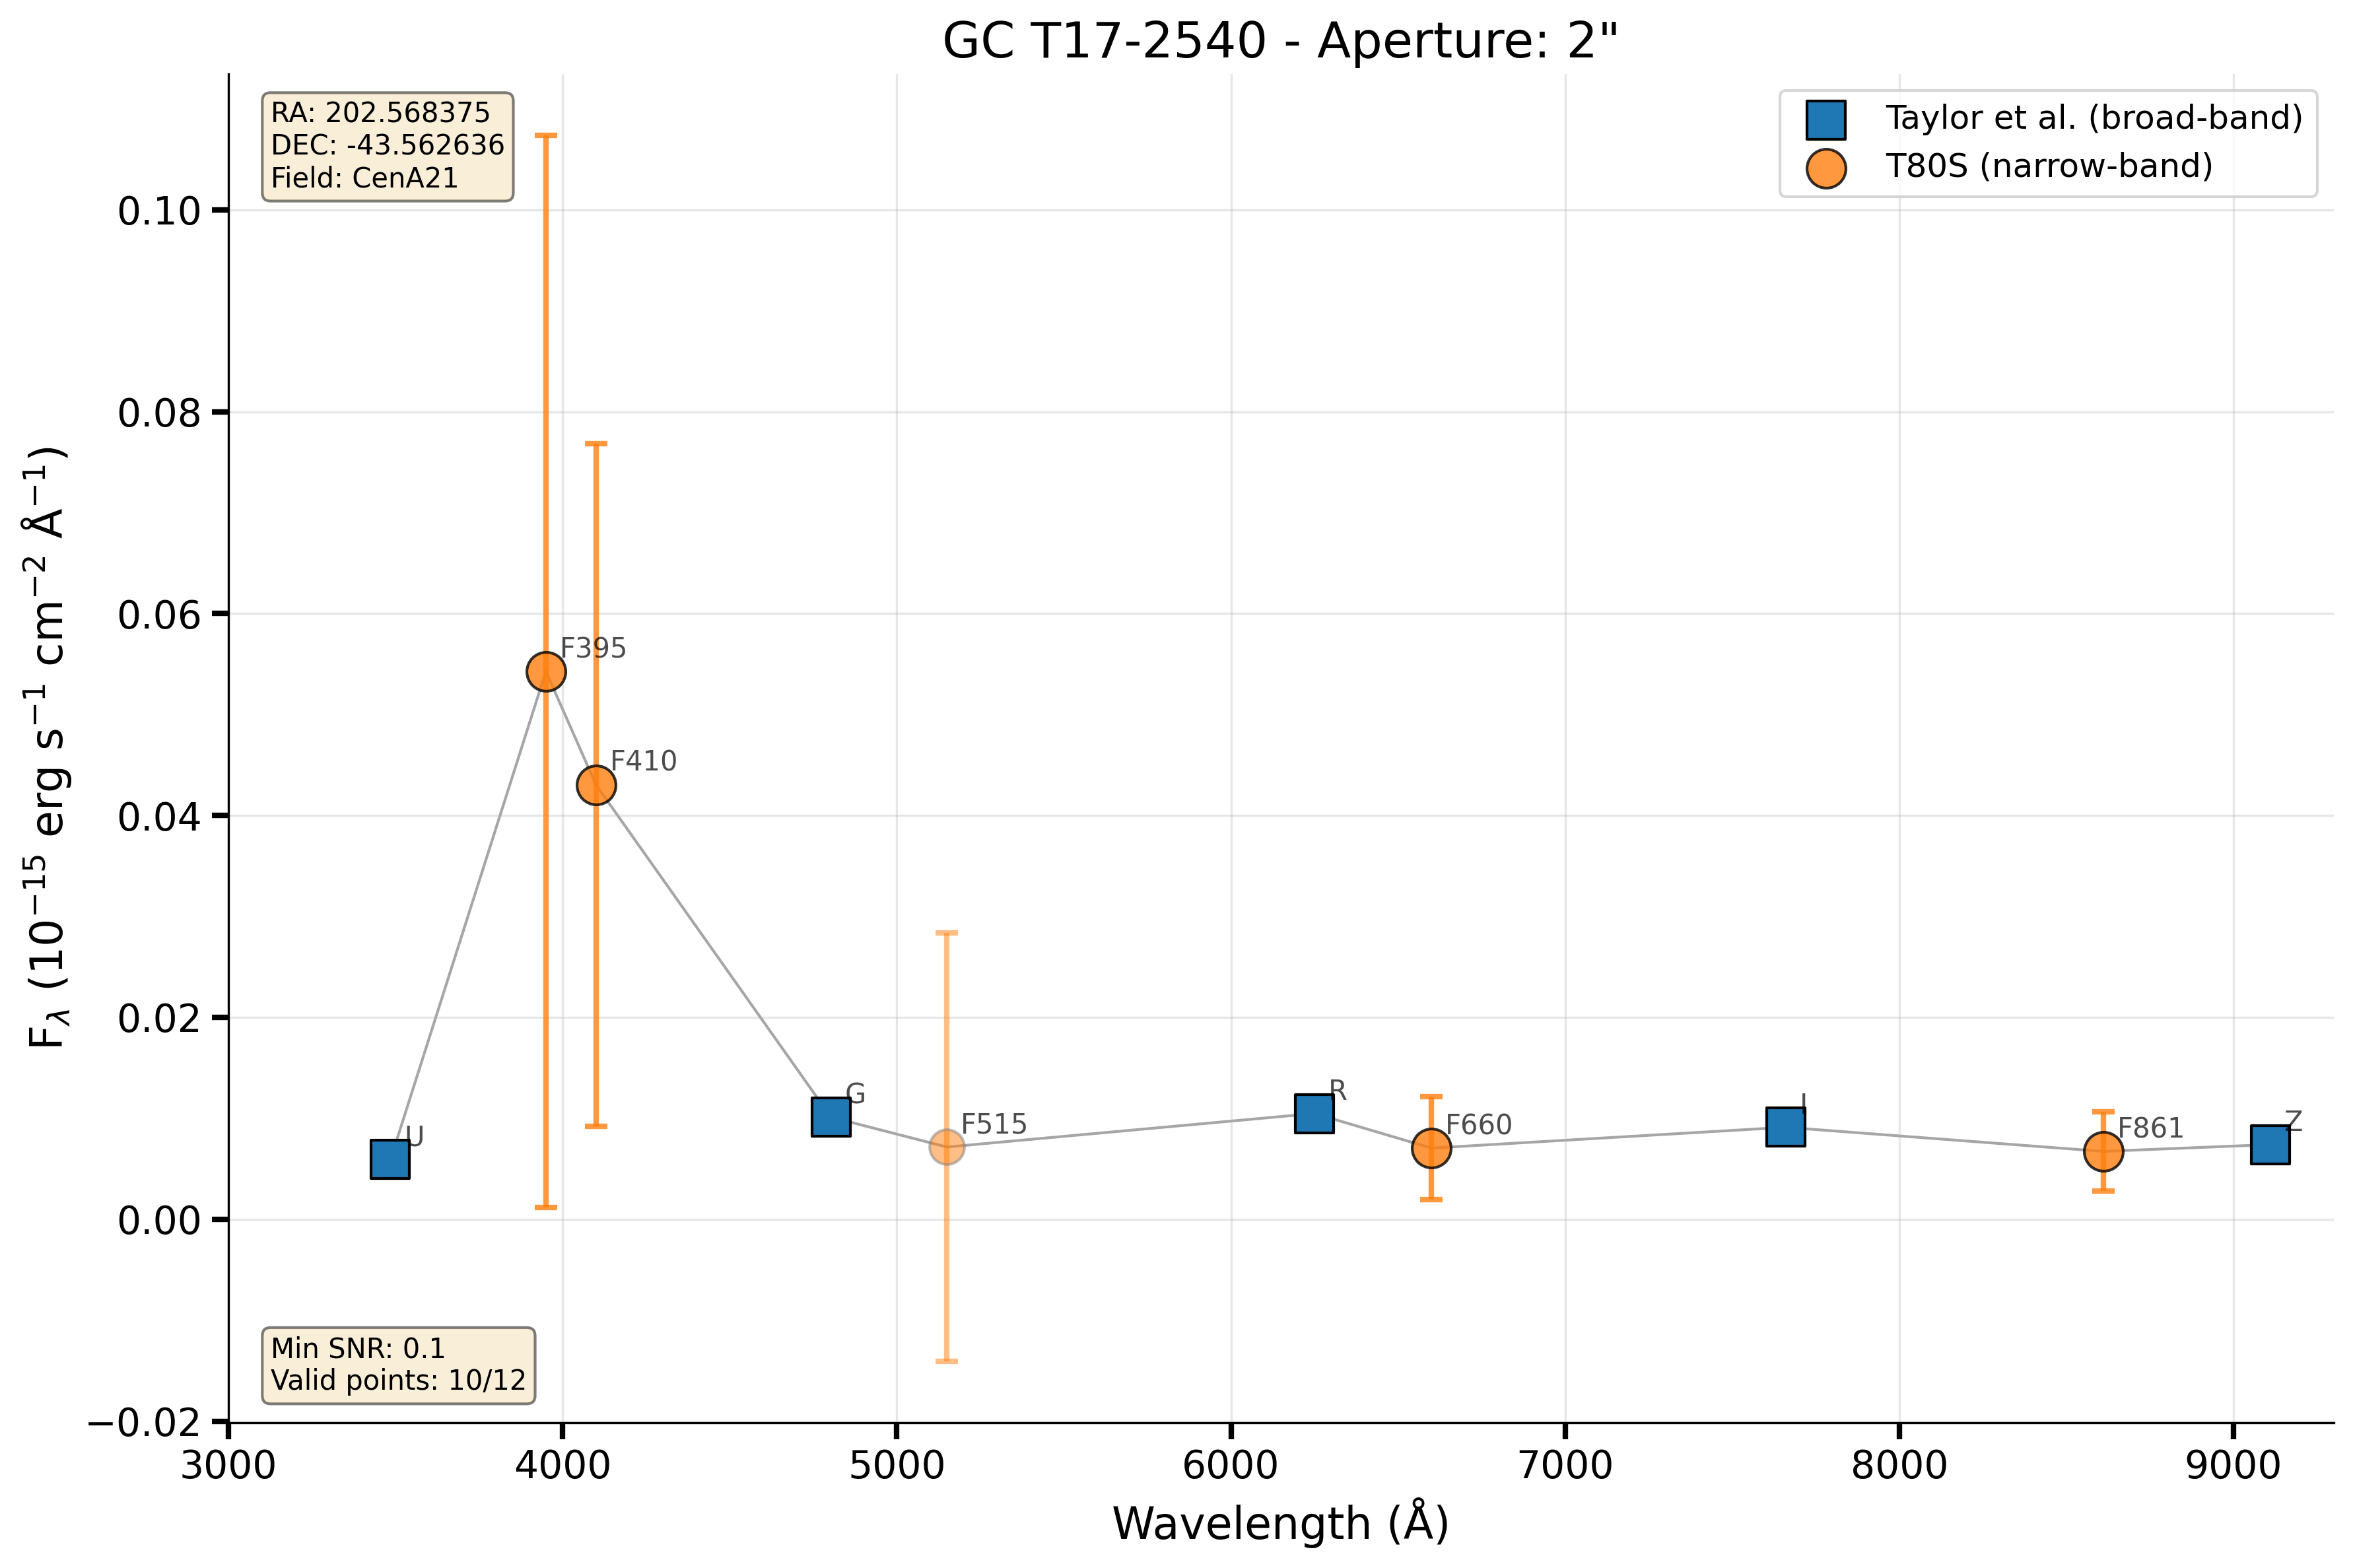 GC T17-2540 - Aperture: 2"
RA: 202.568375
DEC: -43.562636
Field: CenA21
Taylor et al. (broad-band)
T80S (narrow-band)
F_λ (10⁻¹⁵ erg s⁻¹ cm⁻² Å⁻¹)
0.10
0.08
0.06
0.04
0.02
0.00
−0.02
U
F395
F410
G
F515
R
F660
I
F861
Z
Min SNR: 0.1
Valid points: 10/12
3000 4000 5000 6000 7000 8000 9000
Wavelength (Å)